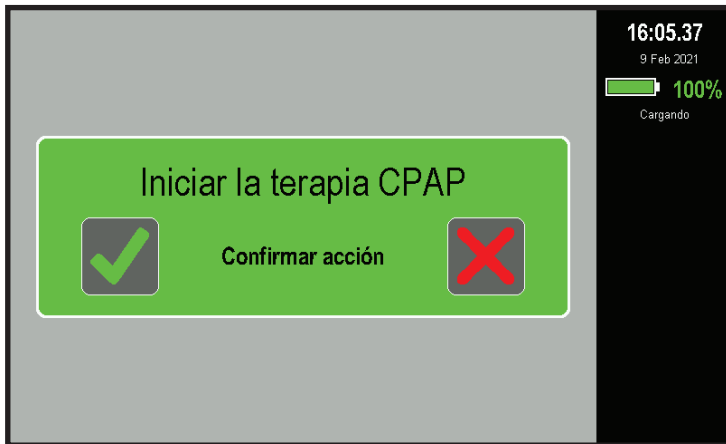 16:05.37
9 Feb 2021
100%
Cargando
Iniciar la terapia CPAP
Confirmar acción